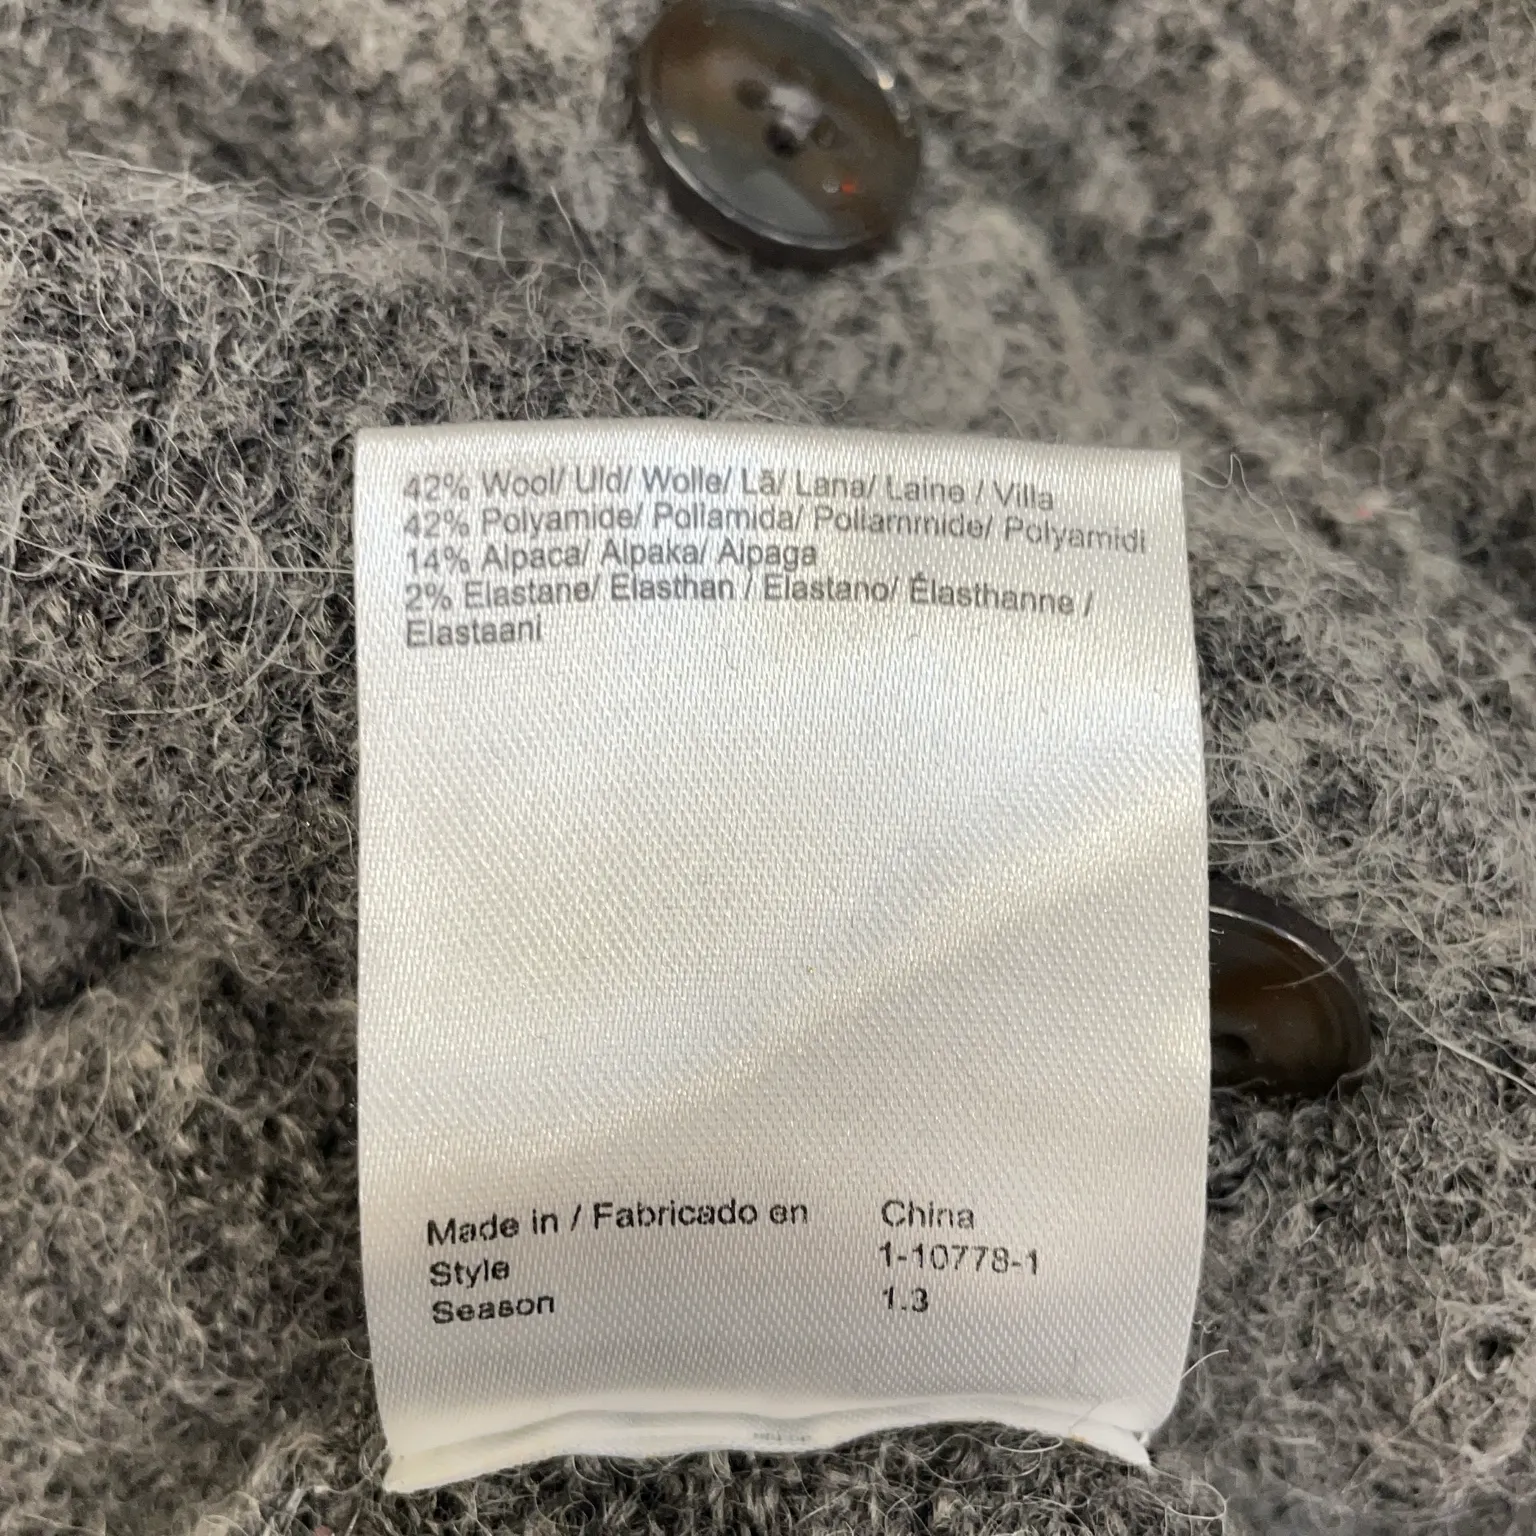 42% Wool/ Uld/ Wolle/ Lã/ Lana/ Laine / Villa
42% Polyamide/ Poliamida/ Poliammide/ Polyamidi
14% Alpaca/ Alpaka/ Alpaga
2% Elastane/ Elasthan / Elastano/ Élasthanne /
Elastaani
Made in / Fabricado en China
Style 1-10778-1
Season 1.3